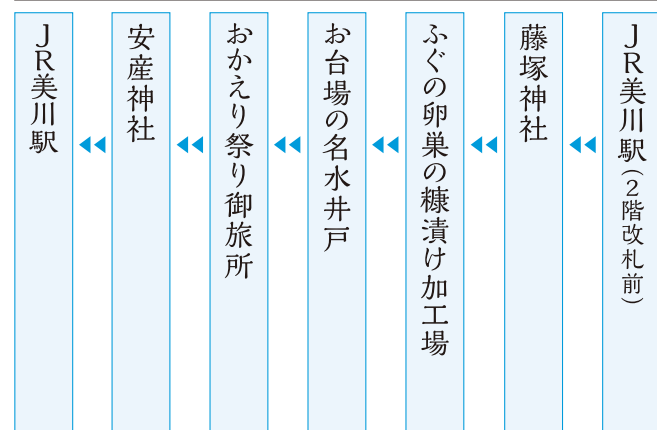 JR美川駅(2階改札前)
藤塚神社
ふぐの卵巣の糠漬け加工場
お台場の名水井戸
おかえり祭り御旅所
安産神社
JR美川駅